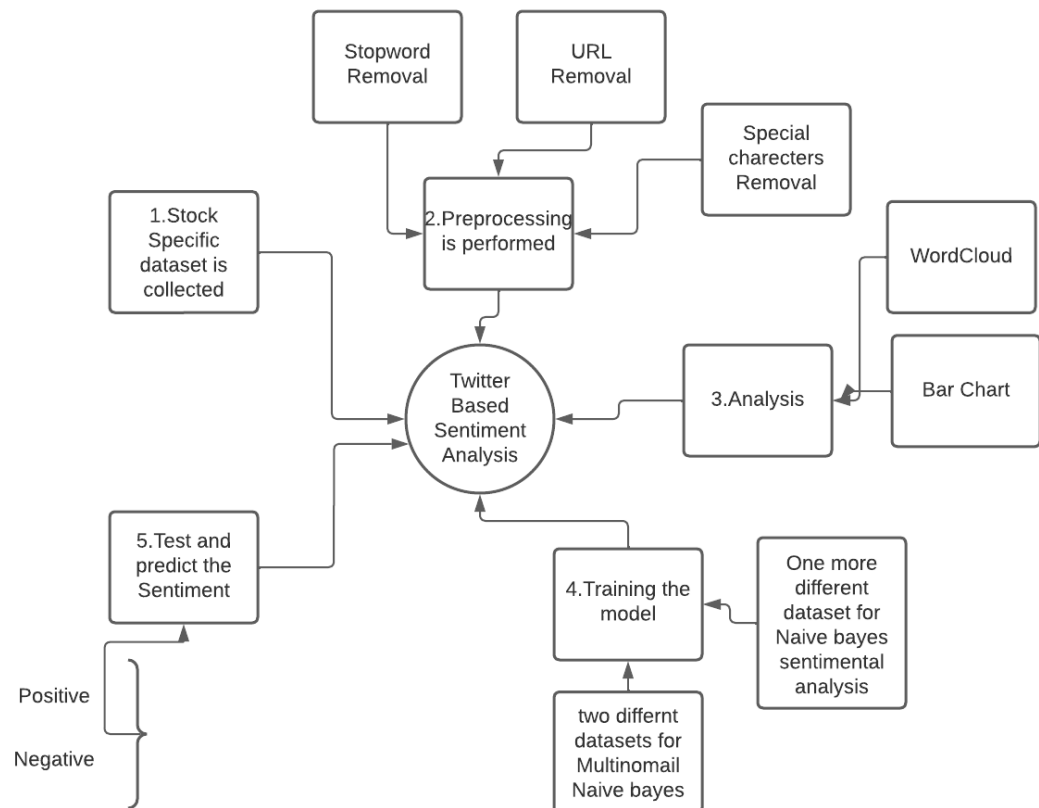 Stopword
Removal
URL
Removal
Special
charecters
Removal
1.Stock
Specific
dataset is
collected
2.Preprocessing
is performed
WordCloud
Bar Chart
3.Analysis
Twitter
Based
Sentiment
Analysis
5.Test and
predict the
Sentiment
4.Training the
model
One more
different
dataset for
Naive bayes
sentimental
analysis
Positive
Negative
two differnt
datasets for
Multinomail
Naive bayes